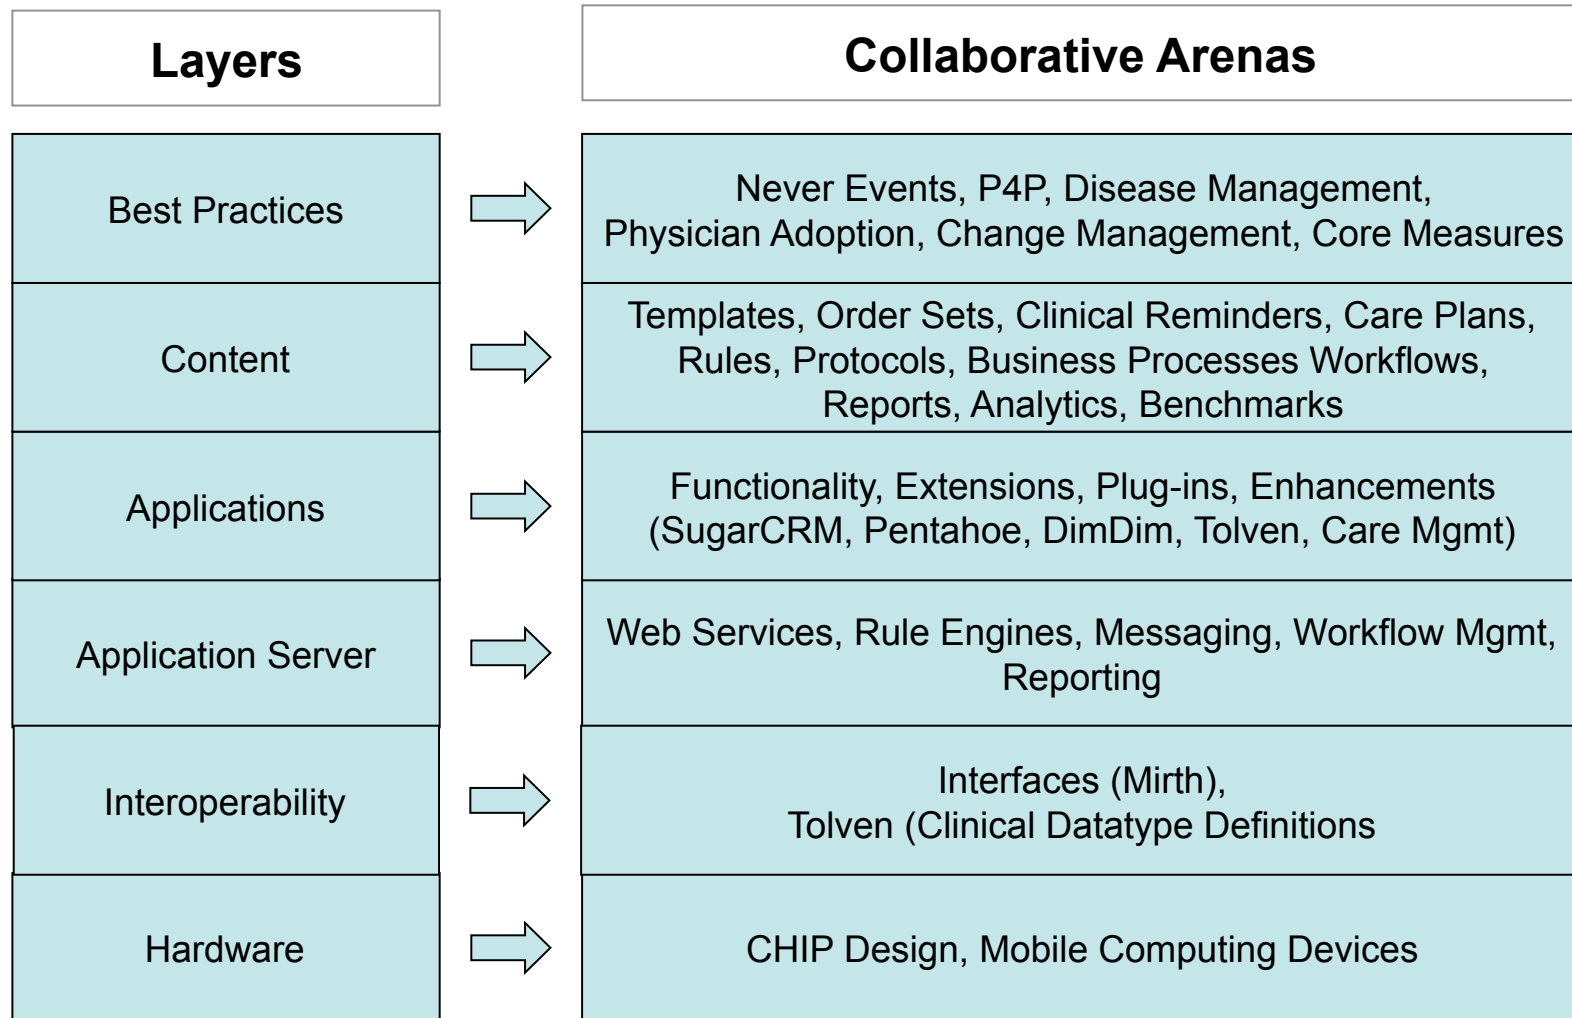 Layers
Collaborative Arenas
Best Practices
Never Events, P4P, Disease Management,
Physician Adoption, Change Management, Core Measures
Content
Templates, Order Sets, Clinical Reminders, Care Plans,
Rules, Protocols, Business Processes Workflows,
Reports, Analytics, Benchmarks
Applications
Functionality, Extensions, Plug-ins, Enhancements
(SugarCRM, Pentahoe, DimDim, Tolven, Care Mgmt)
Application Server
Web Services, Rule Engines, Messaging, Workflow Mgmt,
Reporting
Interoperability
Interfaces (Mirth),
Tolven (Clinical Datatype Definitions
Hardware
CHIP Design, Mobile Computing Devices